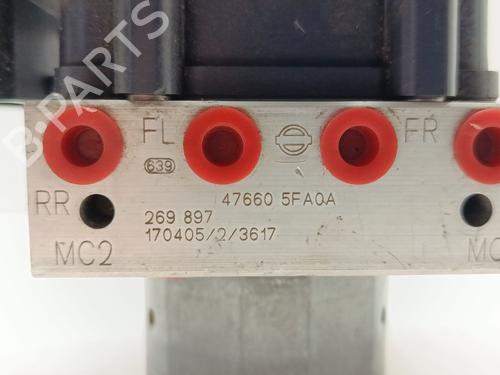 B-PARTS
FL
FR
639
47660 5FA0A
RR
269 897
170405/2/3617
MC2
MC